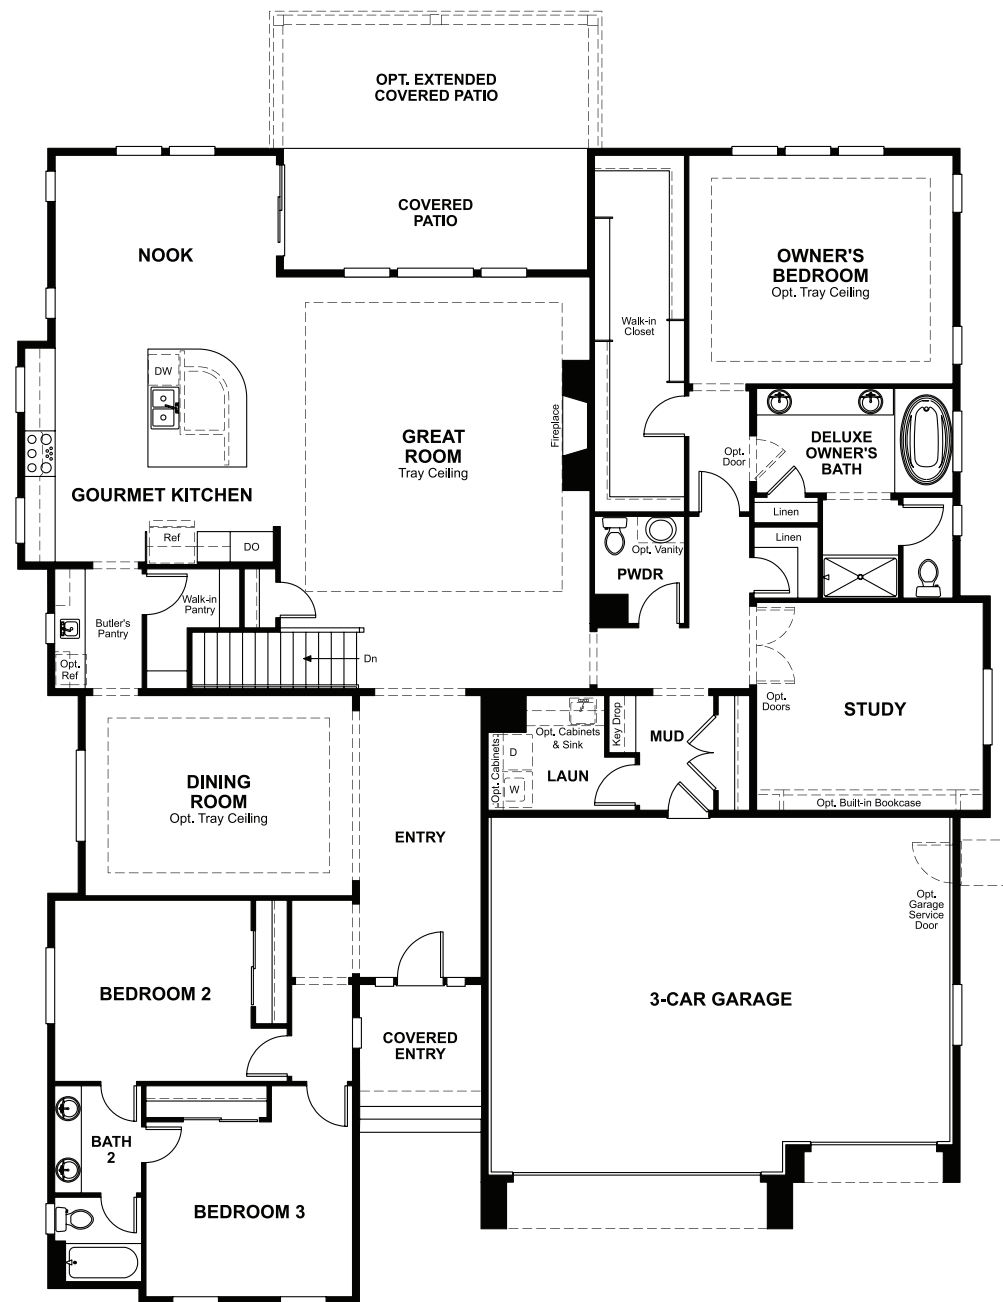 OPT. EXTENDED
COVERED PATIO
COVERED
PATIO
NOOK
OWNER'S
BEDROOM
Opt. Tray Ceiling
Walk-in
Closet
DW
GREAT
ROOM
Tray Ceiling
Fireplace
Opt.
Door
DELUXE
OWNER'S
BATH
GOURMET KITCHEN
Linen
Ref
DO
Opt. Vanity
Linen
PWDR
Walk-in
Pantry
Butler's
Pantry
Opt.
Ref
Dn
Opt.
Doors
STUDY
Opt. Cabinets
& Sink
Key Drop
MUD
Opt. Cabinets
D
LAUN
W
Opt. Built-in Bookcase
DINING
ROOM
Opt. Tray Ceiling
ENTRY
Opt.
Garage
Service
Door
BEDROOM 2
3-CAR GARAGE
COVERED
ENTRY
BATH
2
BEDROOM 3